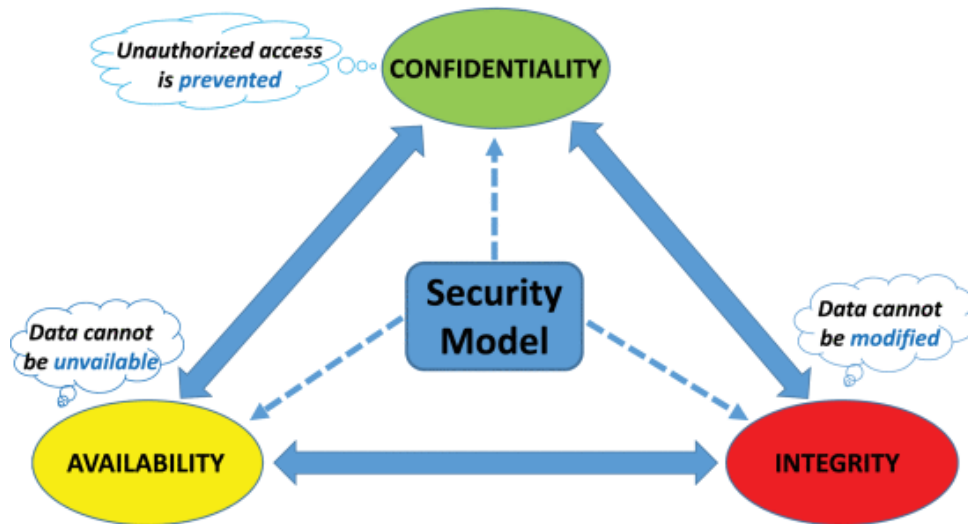 Unauthorized access
is prevented
CONFIDENTIALITY
Security
Model
Data cannot
be unvailable
Data cannot
be modified
AVAILABILITY
INTEGRITY